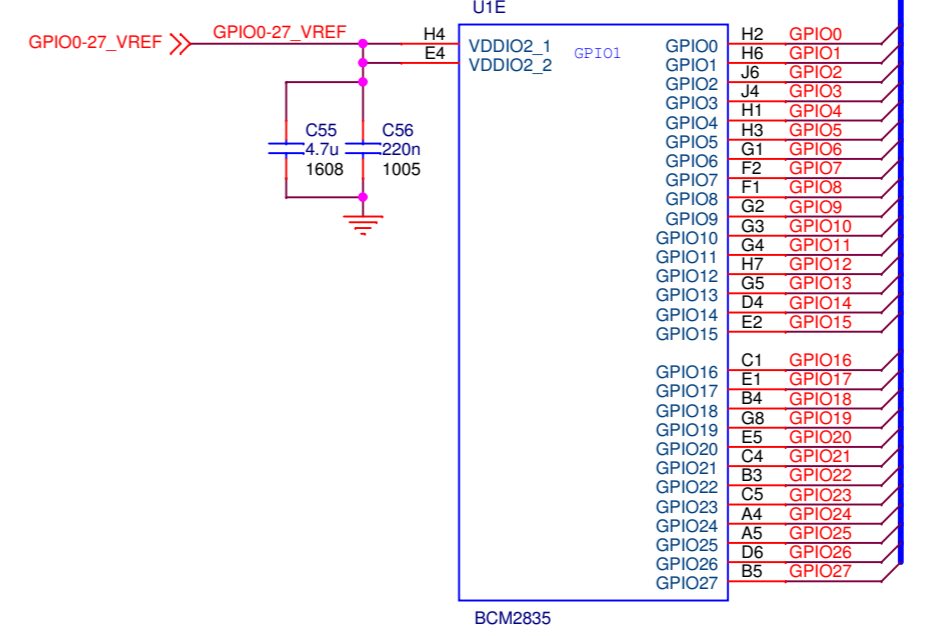 U1E
GPIO0-27_VREF
GPIO0-27_VREF
H4
E4
VDDIO2_1
VDDIO2_2
GPIO1
C55
4.7u
1608
C56
220n
1005
GPIO0 H2 GPIO0
GPIO1 H6 GPIO1
GPIO2 J6 GPIO2
GPIO3 J4 GPIO3
GPIO4 H1 GPIO4
GPIO5 H3 GPIO5
GPIO6 G1 GPIO6
GPIO7 F2 GPIO7
GPIO8 F1 GPIO8
GPIO9 G2 GPIO9
GPIO10 G3 GPIO10
GPIO11 G4 GPIO11
GPIO12 H7 GPIO12
GPIO13 G5 GPIO13
GPIO14 D4 GPIO14
GPIO15 E2 GPIO15
GPIO16 C1 GPIO16
GPIO17 E1 GPIO17
GPIO18 B4 GPIO18
GPIO19 G8 GPIO19
GPIO20 E5 GPIO20
GPIO21 C4 GPIO21
GPIO22 B3 GPIO22
GPIO23 C5 GPIO23
GPIO24 A4 GPIO24
GPIO25 A5 GPIO25
GPIO26 D6 GPIO26
GPIO27 B5 GPIO27
BCM2835